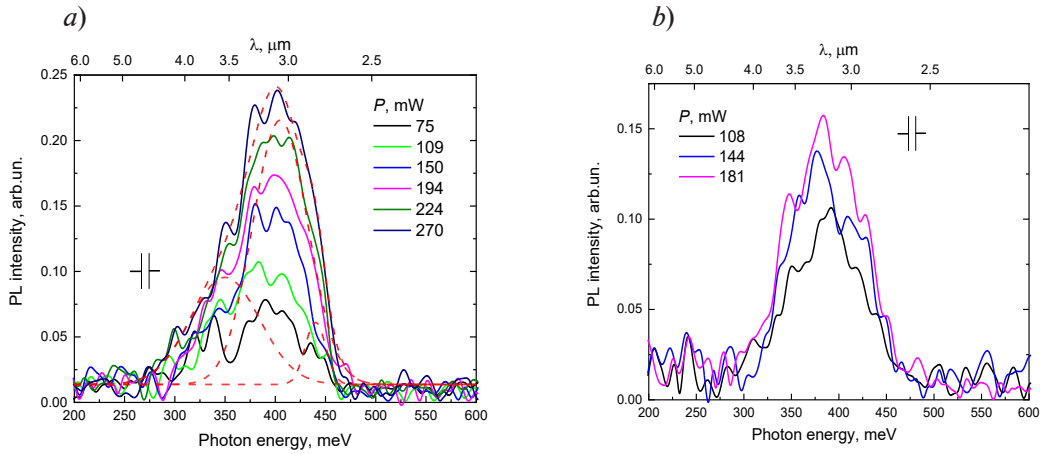 a)
λ, μm
6.0 5.0 4.0 3.5 3.0 2.5
0.25
0.20
0.15
0.10
0.05
0.00
PL intensity, arb.un.
P, mW
75
109
150
194
224
270
200 250 300 350 400 450 500 550 600
Photon energy, meV
b)
λ, μm
6.0 5.0 4.0 3.5 3.0 2.5
0.15
0.10
0.05
0.00
PL intensity, arb.un.
P, mW
108
144
181
200 250 300 350 400 450 500 550 600
Photon energy, meV